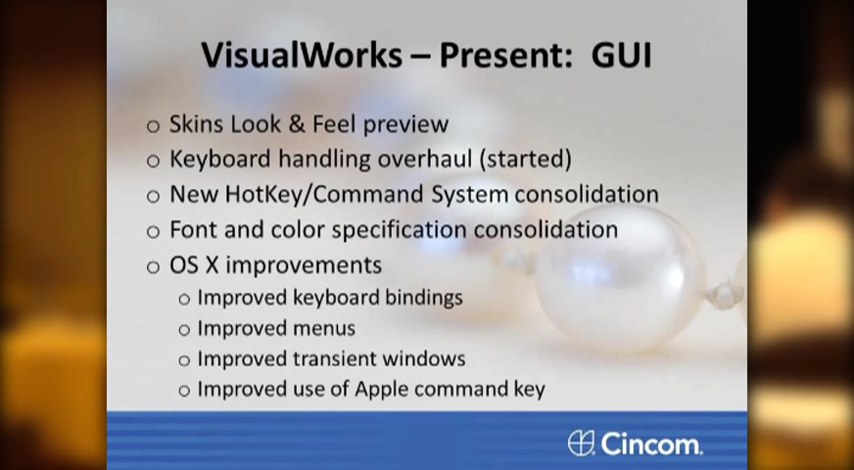 VisualWorks – Present: GUI
o Skins Look & Feel preview
o Keyboard handling overhaul (started)
o New HotKey/Command System consolidation
o Font and color specification consolidation
o OS X improvements
o Improved keyboard bindings
o Improved menus
o Improved transient windows
o Improved use of Apple command key
Cincom.